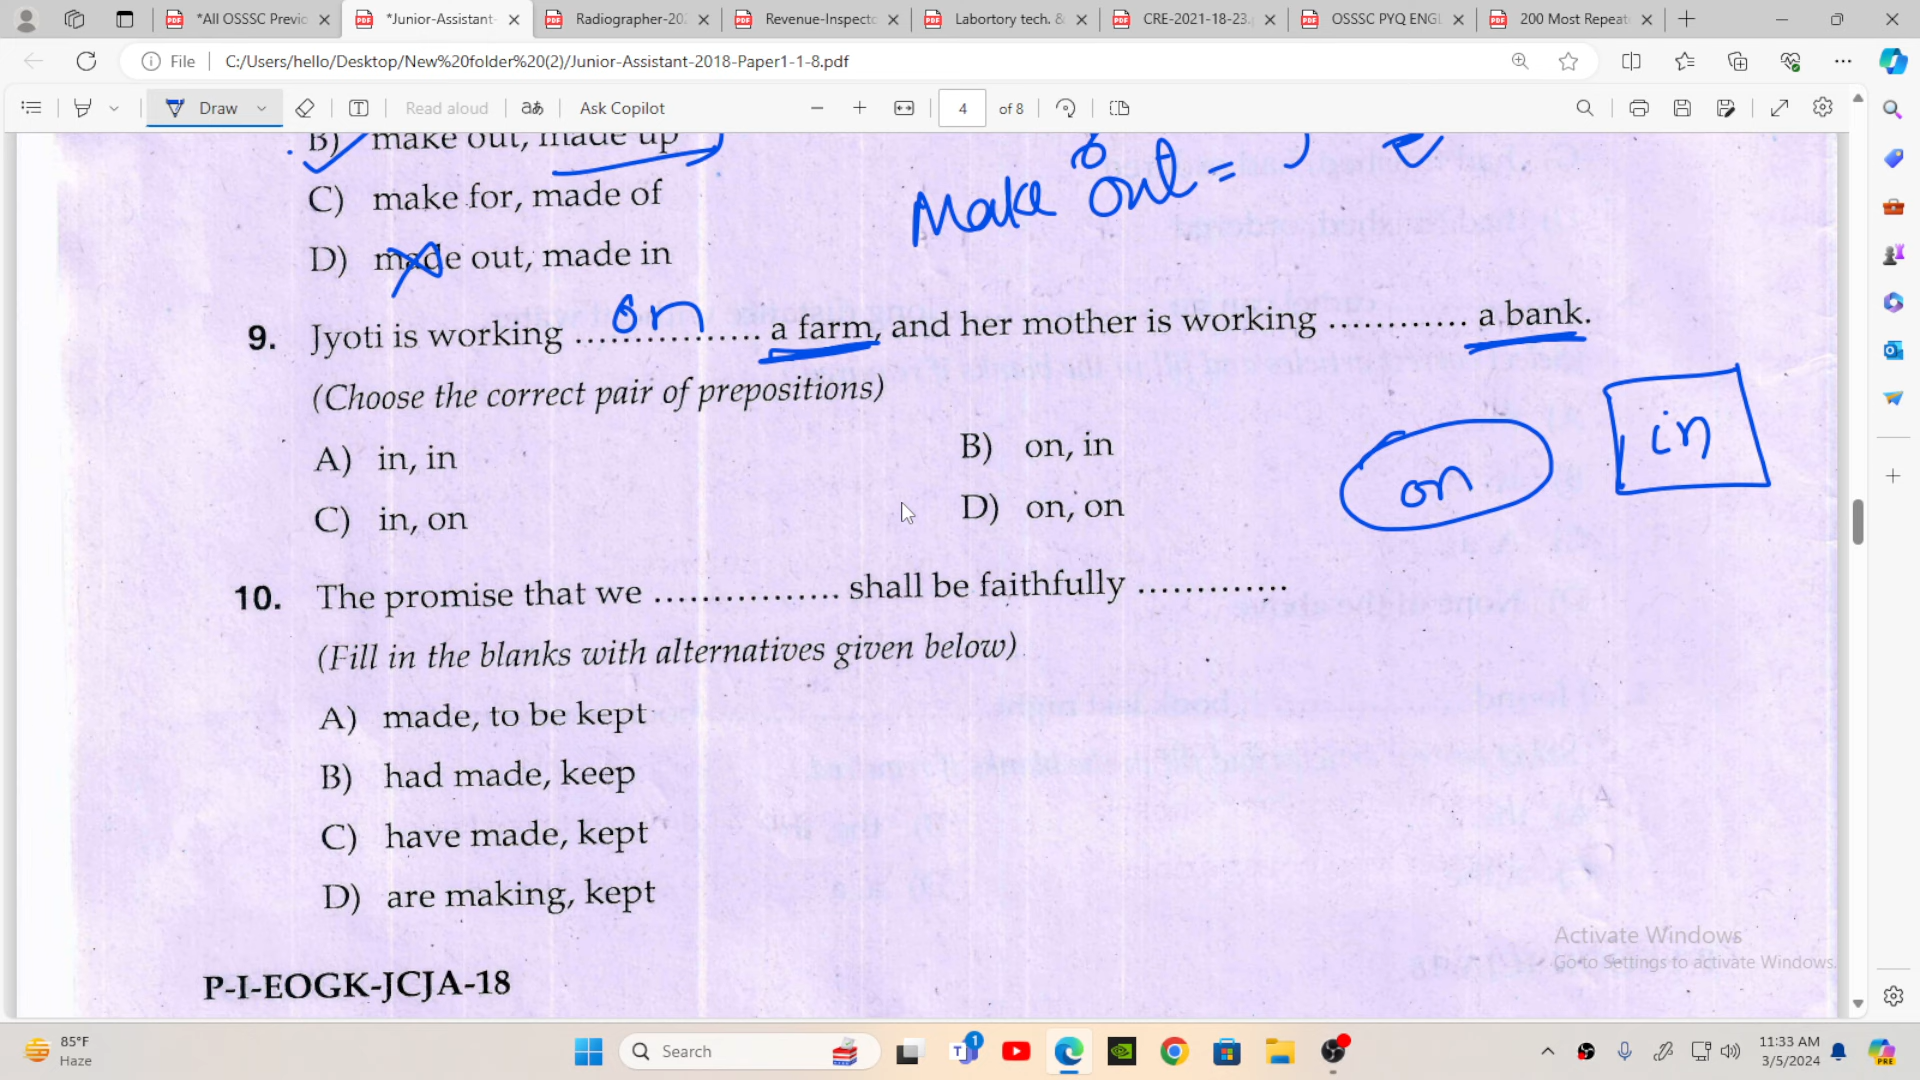 *All OSSSC Previo
*Junior-Assistant-
Radiographer-202
Revenue-Inspecto
Labortory tech. &
CRE-2021-18-23.p
OSSSC PYQ ENGL
200 Most Repeat
File
C:/Users/hello/Desktop/New%20folder%20(2)/Junior-Assistant-2018-Paper1-1-8.pdf
Draw
Read aloud
Ask Copilot
4 of 8
B) make out, made up
C) make for, made of
D) made out, made in
Make out =
on
9. Jyoti is working ................ a farm, and her mother is working ............ a bank.
(Choose the correct pair of prepositions)
A) in, in
B) on, in
C) in, on
D) on, on
on
in
10. The promise that we ................ shall be faithfully .............
(Fill in the blanks with alternatives given below)
A) made, to be kept
B) had made, keep
C) have made, kept
D) are making, kept
P-I-EOGK-JCJA-18
Activate Windows
Go to Settings to activate Windows.
85°F
Haze
Search
1
PRE
11:33 AM
3/5/2024